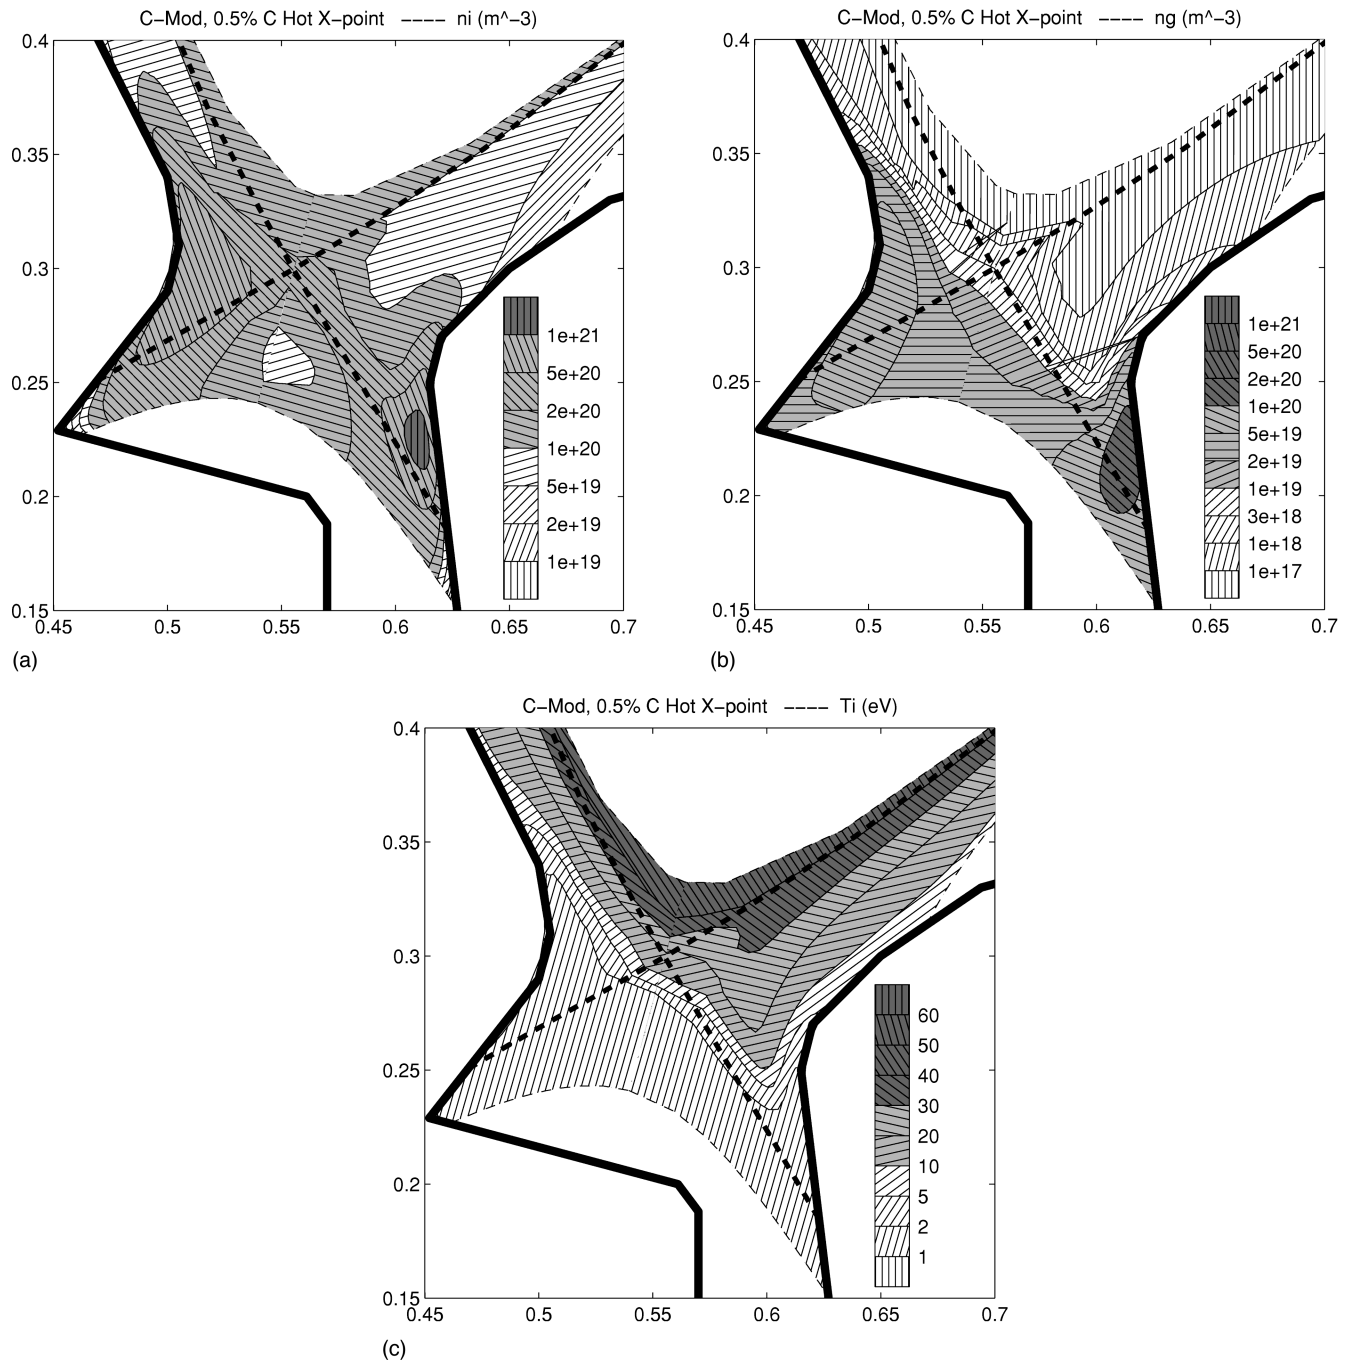 C-Mod, 0.5% C Hot X-point ---- ni (m^-3)
0.4
0.35
0.3
0.25
0.2
0.15
0.45 0.5 0.55 0.6 0.65 0.7
1e+21
5e+20
2e+20
1e+20
5e+19
2e+19
1e+19
(a)
C-Mod, 0.5% C Hot X-point ---- ng (m^-3)
0.4
0.35
0.3
0.25
0.2
0.15
0.45 0.5 0.55 0.6 0.65 0.7
1e+21
5e+20
2e+20
1e+20
5e+19
2e+19
1e+19
3e+18
1e+18
1e+17
(b)
C-Mod, 0.5% C Hot X-point ---- Ti (eV)
0.4
0.35
0.3
0.25
0.2
0.15
0.45 0.5 0.55 0.6 0.65 0.7
60
50
40
30
20
10
5
2
1
(c)